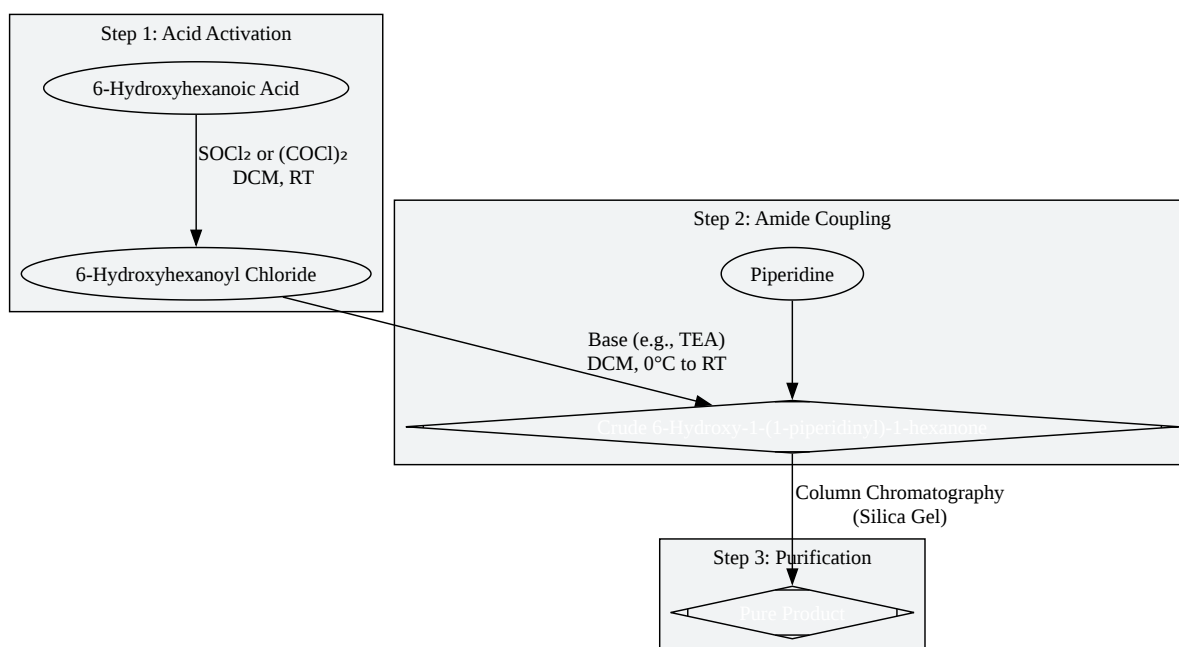 Step 1: Acid Activation
6-Hydroxyhexanoic Acid
SOCl₂ or (COCl)₂
DCM, RT
6-Hydroxyhexanoyl Chloride
Step 2: Amide Coupling
Piperidine
Base (e.g., TEA)
DCM, 0°C to RT
Crude 6-Hydroxy-1-(1-piperidinyl)-1-hexanone
Column Chromatography
(Silica Gel)
Step 3: Purification
Pure Product